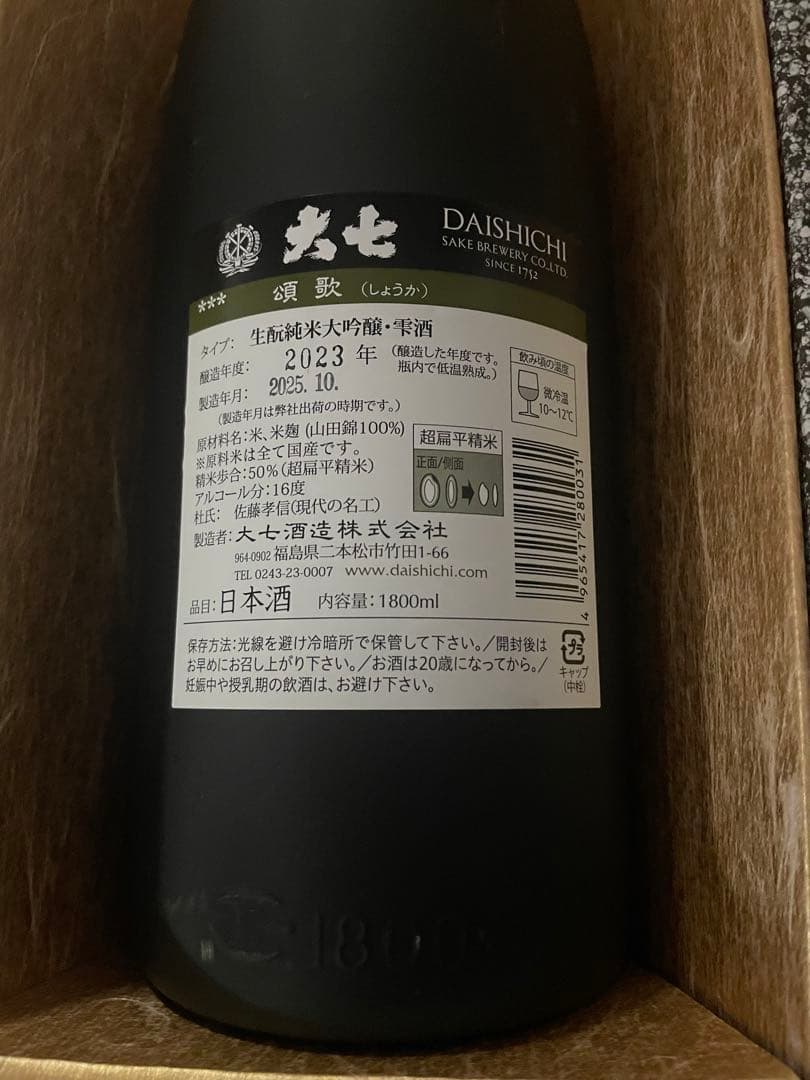 大七
DAISHICHI
SAKE BREWERY CO.,LTD.
SINCE 1752
*** 頌歌 (しょうか)
タイプ: 生酛純米大吟醸・雫酒
醸造年度: 2023 年 (醸造した年度です。
瓶内で低温熟成。)
製造年月: 2025.10.
(製造年月は弊社出荷の時期です。)
飲み頃の温度
微冷温
10〜12℃
原材料名:米、米麹 (山田錦100%)
※原料米は全て国産です。
精米歩合:50%(超扁平精米)
アルコール分:16度
杜氏: 佐藤孝信(現代の名工)
超扁平精米
正面/側面
製造者:大七酒造株式会社
964-0902 福島県二本松市竹田1-66
TEL 0243-23-0007 www.daishichi.com
品目:日本酒 内容量:1800ml
4965417280031
保存方法:光線を避け冷暗所で保管して下さい。/開封後は
お早めにお召し上がり下さい。/お酒は20歳になってから。/
妊娠中や授乳期の飲酒は、お避け下さい。
プラ
キャップ
(中栓)
1800